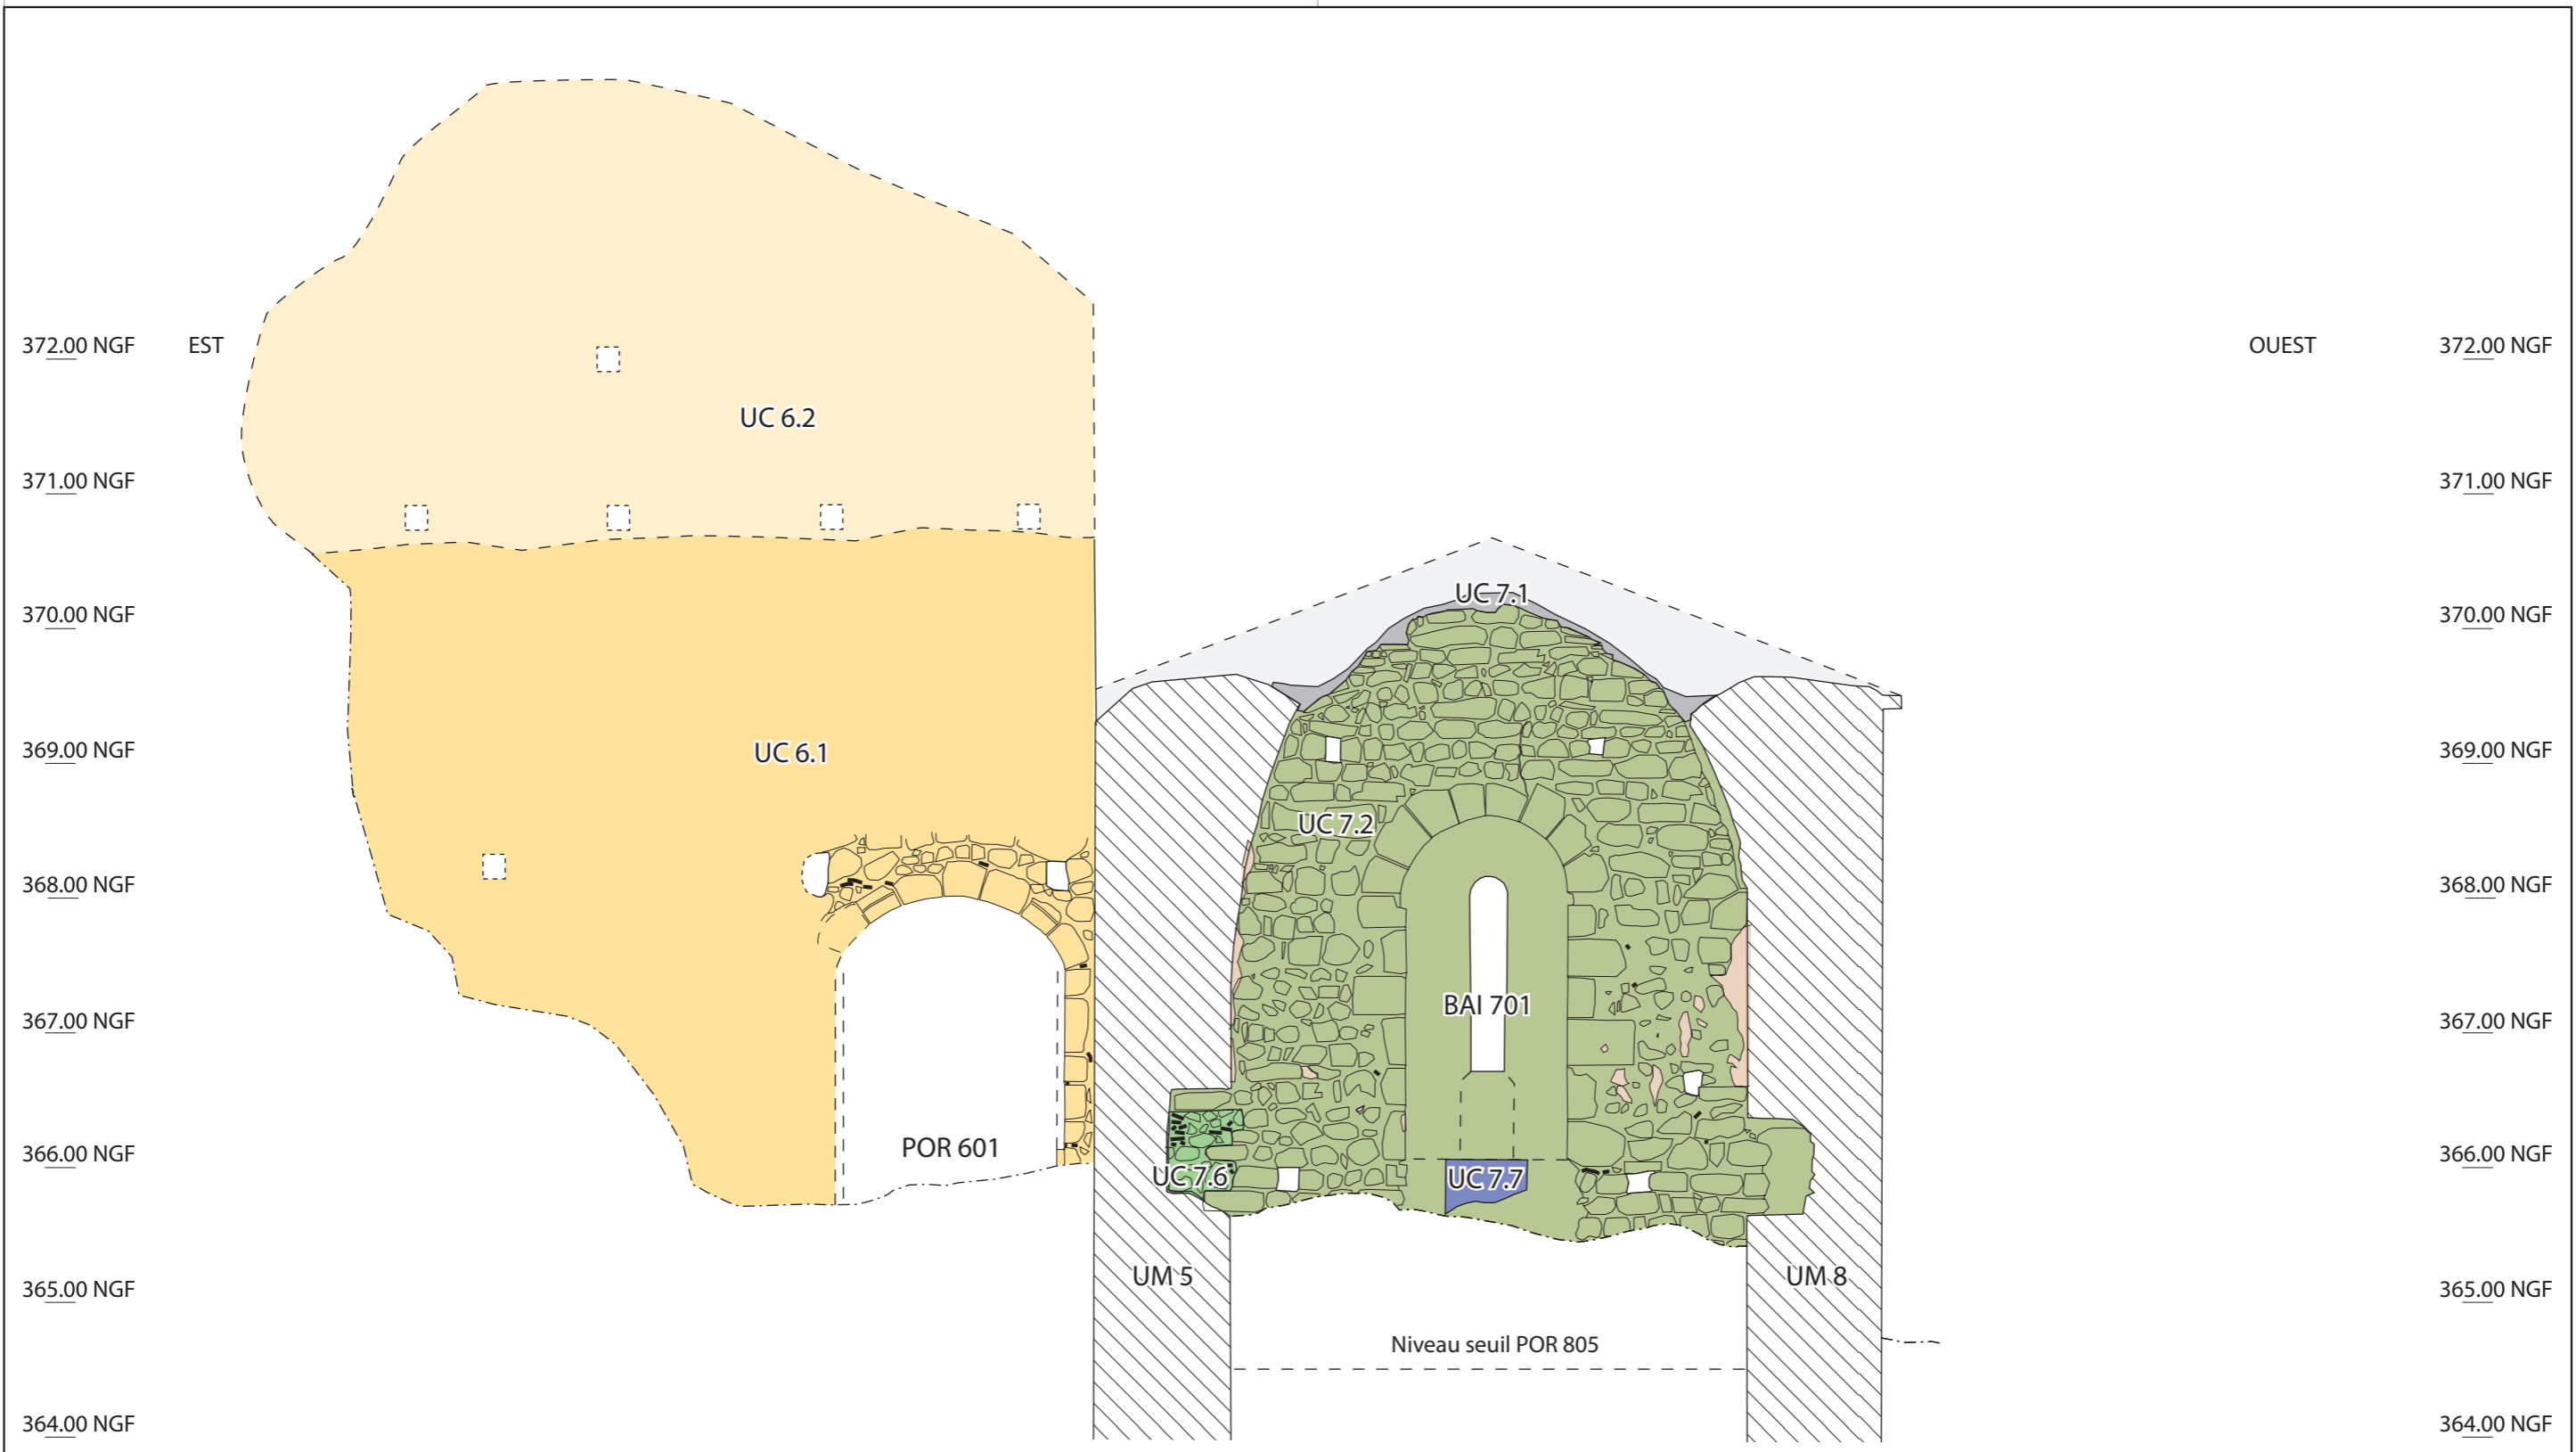 372.00 NGF EST OUEST 372.00 NGF
UC 6.2
371.00 NGF 371.00 NGF
UC 7.1
370.00 NGF 370.00 NGF
UC 6.1
369.00 NGF 369.00 NGF
UC 7.2
368.00 NGF 368.00 NGF
BAI 701
367.00 NGF 367.00 NGF
POR 601
366.00 NGF 366.00 NGF
UC 7.6 UC 7.7
UM 5 UM 8
365.00 NGF 365.00 NGF
Niveau seuil POR 805
364.00 NGF 364.00 NGF